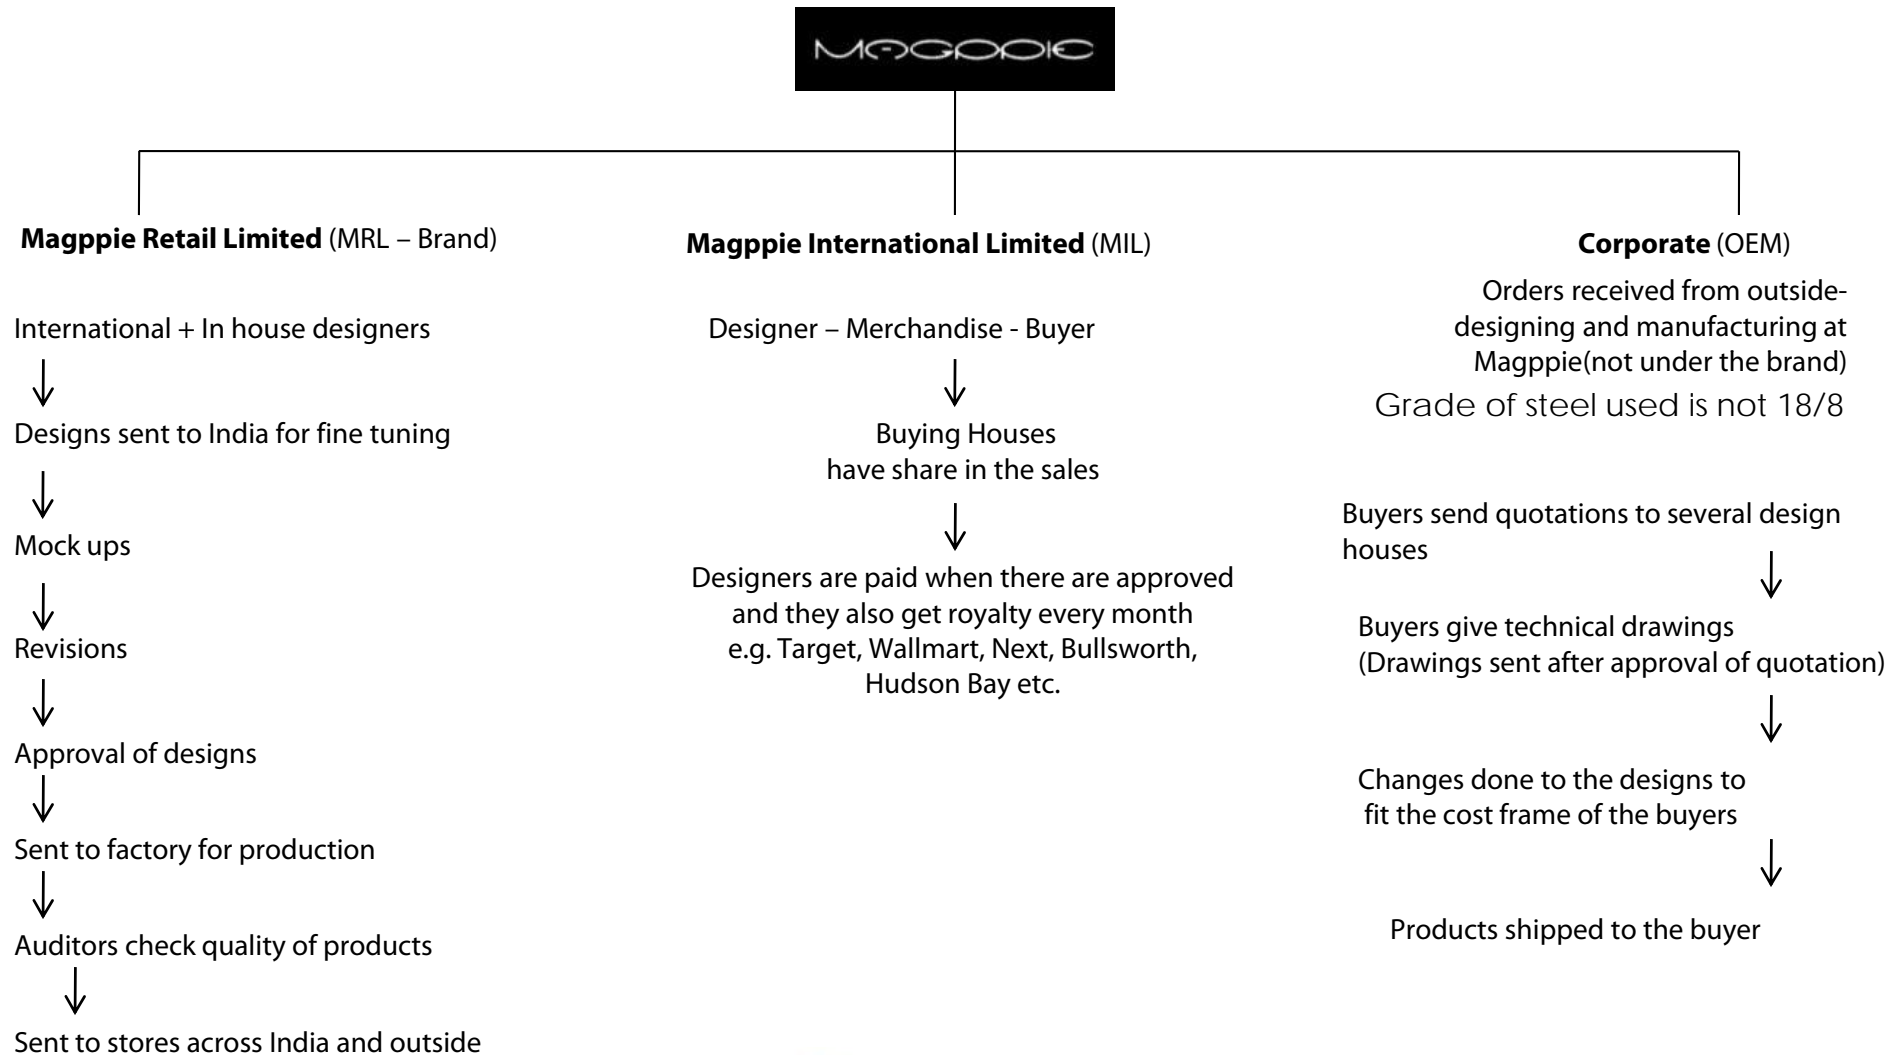 MAGPPIE
Magppie Retail Limited (MRL – Brand)
International + In house designers
Designs sent to India for fine tuning
Mock ups
Revisions
Approval of designs
Sent to factory for production
Auditors check quality of products
Sent to stores across India and outside
Magppie International Limited (MIL)
Designer – Merchandise - Buyer
Buying Houses
have share in the sales
Designers are paid when there are approved
and they also get royalty every month
e.g. Target, Wallmart, Next, Bullsworth,
Hudson Bay etc.
Corporate (OEM)
Orders received from outside-
designing and manufacturing at
Magppie(not under the brand)
Grade of steel used is not 18/8
Buyers send quotations to several design
houses
Buyers give technical drawings
(Drawings sent after approval of quotation)
Changes done to the designs to
fit the cost frame of the buyers
Products shipped to the buyer